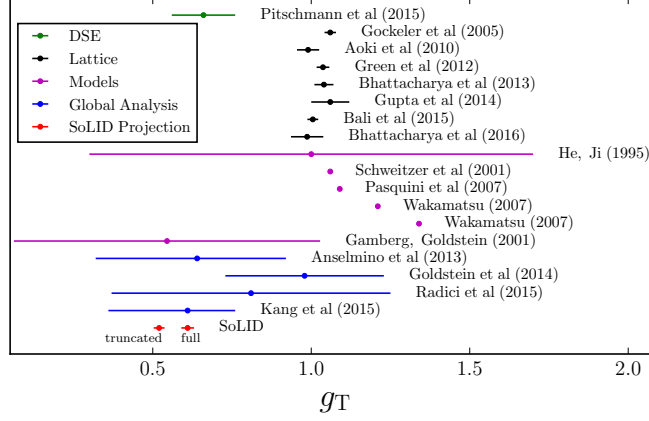 Pitschmann et al (2015)
DSE
Lattice
Models
Global Analysis
SoLID Projection
Gockeler et al (2005)
Aoki et al (2010)
Green et al (2012)
Bhattacharya et al (2013)
Gupta et al (2014)
Bali et al (2015)
Bhattacharya et al (2016)
He, Ji (1995)
Schweitzer et al (2001)
Pasquini et al (2007)
Wakamatsu (2007)
Wakamatsu (2007)
Gamberg, Goldstein (2001)
Anselmino et al (2013)
Goldstein et al (2014)
Radici et al (2015)
Kang et al (2015)
SoLID
truncated full
0.5 1.0 1.5 2.0
gT